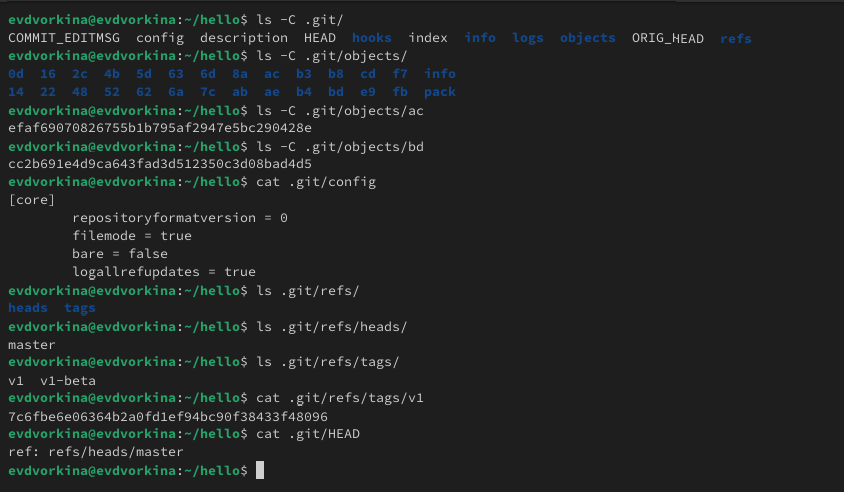 evdvorkina@evdvorkina:~/hello$ ls -C .git/
COMMIT_EDITMSG  config  description  HEAD  hooks  index  info  logs  objects  ORIG_HEAD  refs
evdvorkina@evdvorkina:~/hello$ ls -C .git/objects/
0d  16  2c  4b  5d  63  6d  8a  ac  b3  b8  cd  f7  info
14  22  48  52  62  6a  7c  ab  ae  b4  bd  e9  fb  pack
evdvorkina@evdvorkina:~/hello$ ls -C .git/objects/ac
efaf69070826755b1b795af2947e5bc290428e
evdvorkina@evdvorkina:~/hello$ ls -C .git/objects/bd
cc2b691e4d9ca643fad3d512350c3d08bad4d5
evdvorkina@evdvorkina:~/hello$ cat .git/config
[core]
        repositoryformatversion = 0
        filemode = true
        bare = false
        logallrefupdates = true
evdvorkina@evdvorkina:~/hello$ ls .git/refs/
heads  tags
evdvorkina@evdvorkina:~/hello$ ls .git/refs/heads/
master
evdvorkina@evdvorkina:~/hello$ ls .git/refs/tags/
v1  v1-beta
evdvorkina@evdvorkina:~/hello$ cat .git/refs/tags/v1
7c6fbe6e06364b2a0fd1ef94bc90f38433f48096
evdvorkina@evdvorkina:~/hello$ cat .git/HEAD
ref: refs/heads/master
evdvorkina@evdvorkina:~/hello$